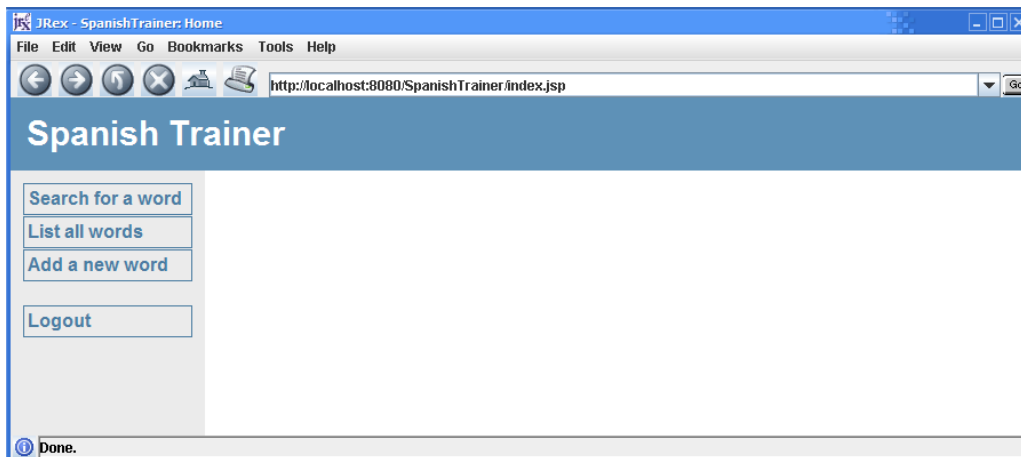 JRex - SpanishTrainer: Home
File Edit View Go Bookmarks Tools Help
http://localhost:8080/SpanishTrainer/index.jsp
Go
Spanish Trainer
Search for a word
List all words
Add a new word
Logout
Done.